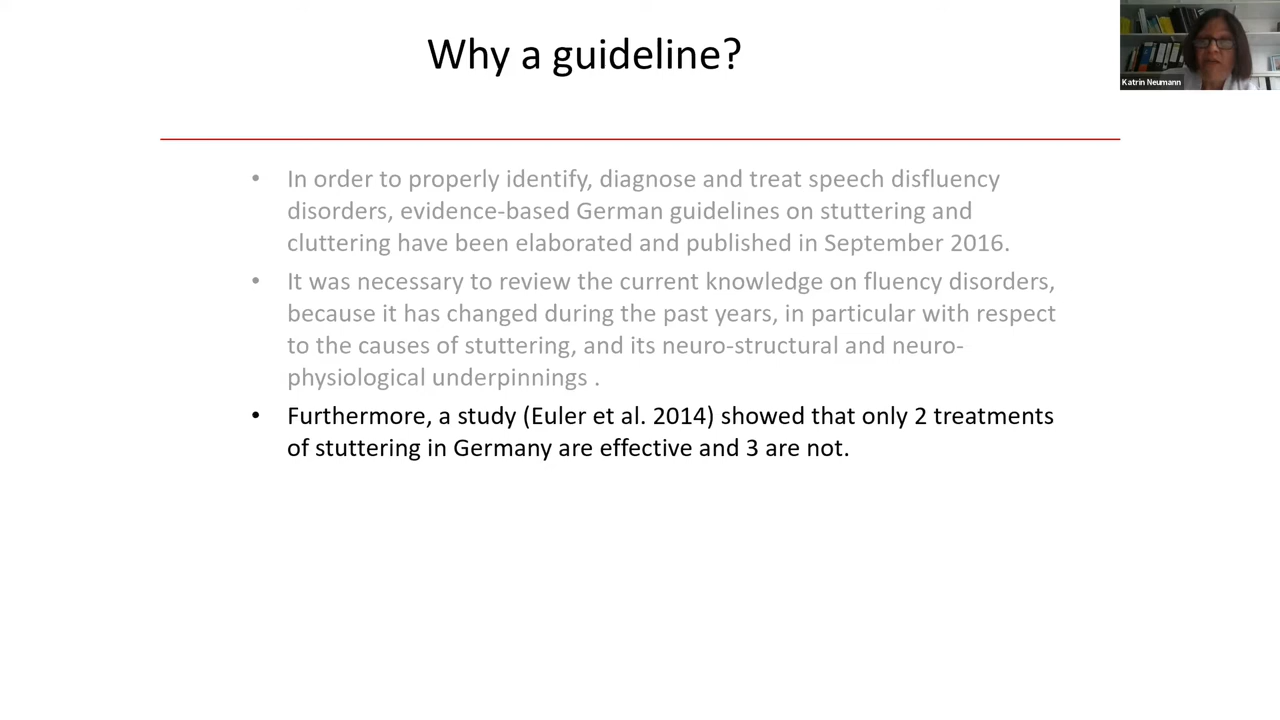 Why a guideline?
Katrin Neumann
• In order to properly identify, diagnose and treat speech disfluency
disorders, evidence-based German guidelines on stuttering and
cluttering have been elaborated and published in September 2016.
• It was necessary to review the current knowledge on fluency disorders,
because it has changed during the past years, in particular with respect
to the causes of stuttering, and its neuro-structural and neuro-
physiological underpinnings .
• Furthermore, a study (Euler et al. 2014) showed that only 2 treatments
of stuttering in Germany are effective and 3 are not.